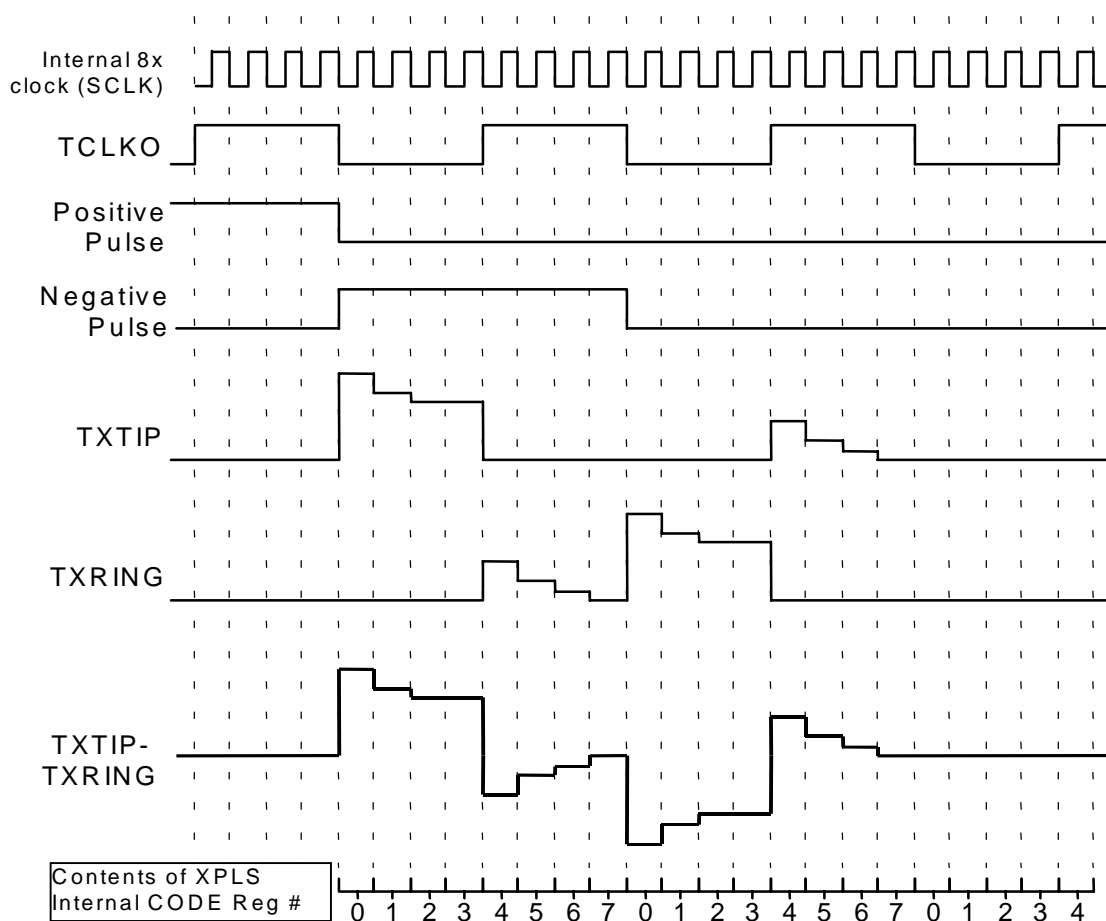 Internal 8x
clock (SCLK)
TCLKO
Positive
Pulse
Negative
Pulse
TXTIP
TXRING
TXTIP-
TXRING
Contents of XPLS
Internal CODE Reg #
0 1 2 3 4 5 6 7 0 1 2 3 4 5 6 7 0 1 2 3 4